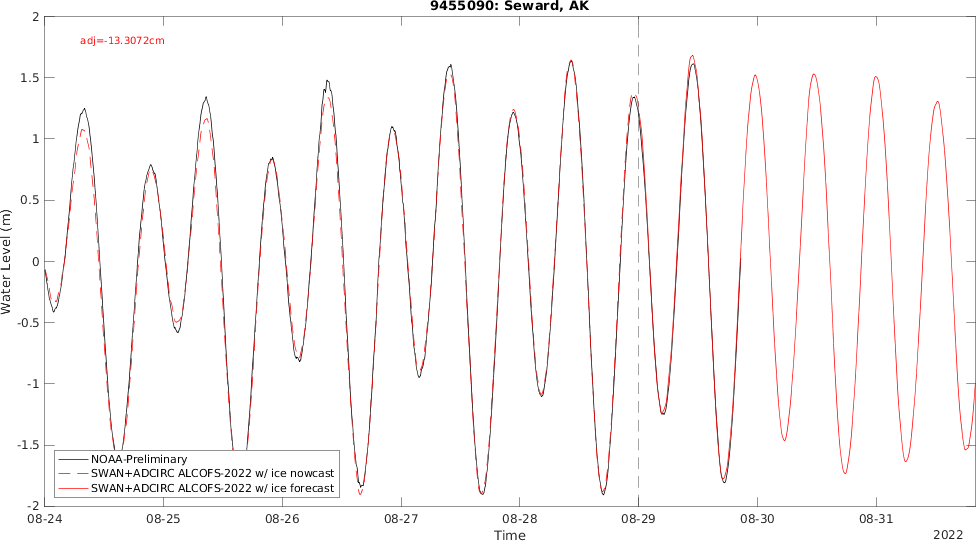 9455090: Seward, AK
adj=-13.3072cm
2
1.5
1
0.5
0
-0.5
-1
-1.5
-2
Water Level (m)
NOAA-Preliminary
SWAN+ADCIRC ALCOFS-2022 w/ ice nowcast
SWAN+ADCIRC ALCOFS-2022 w/ ice forecast
08-24 08-25 08-26 08-27 08-28 08-29 08-30 08-31
Time
2022